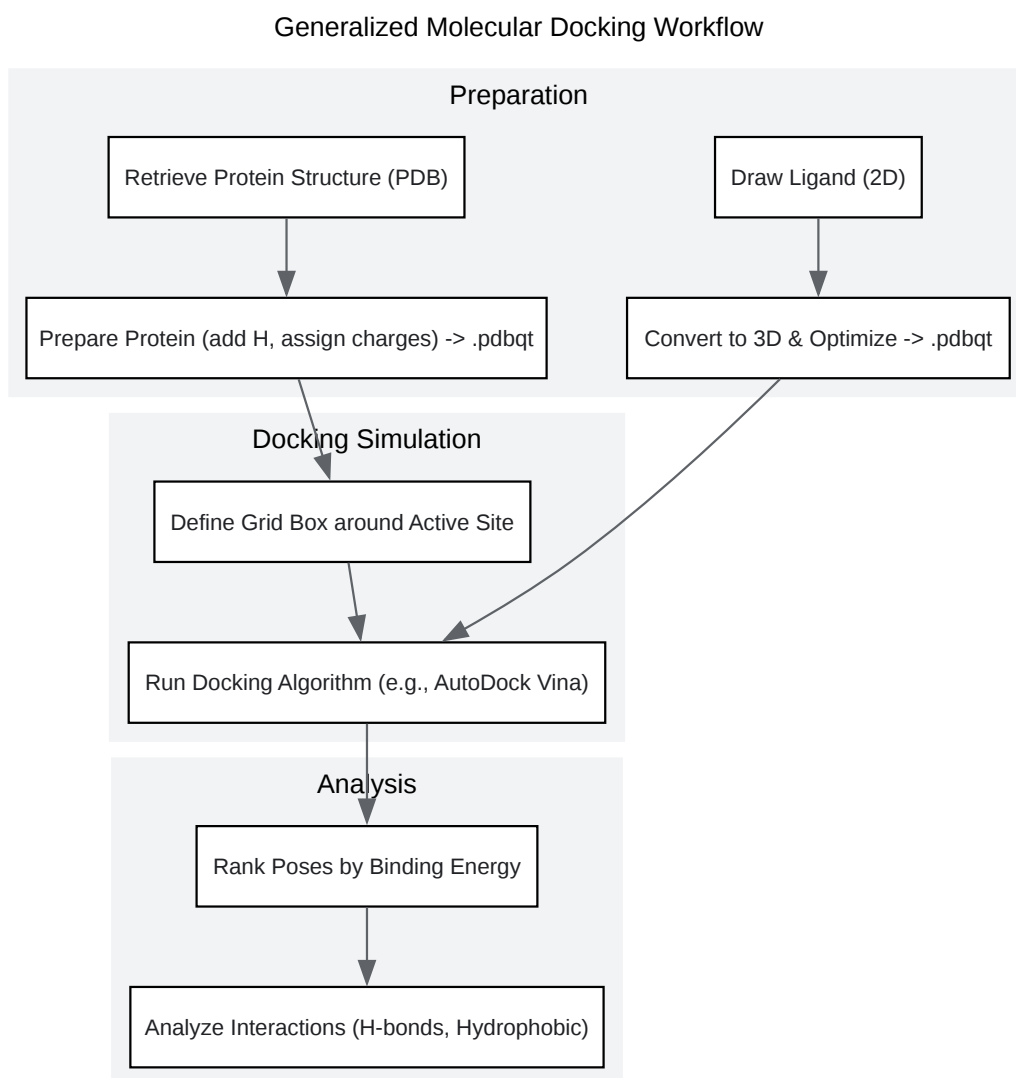 Generalized Molecular Docking Workflow
Preparation
Retrieve Protein Structure (PDB)
Draw Ligand (2D)
Prepare Protein (add H, assign charges) -> .pdbqt
Convert to 3D & Optimize -> .pdbqt
Docking Simulation
Define Grid Box around Active Site
Run Docking Algorithm (e.g., AutoDock Vina)
Analysis
Rank Poses by Binding Energy
Analyze Interactions (H-bonds, Hydrophobic)